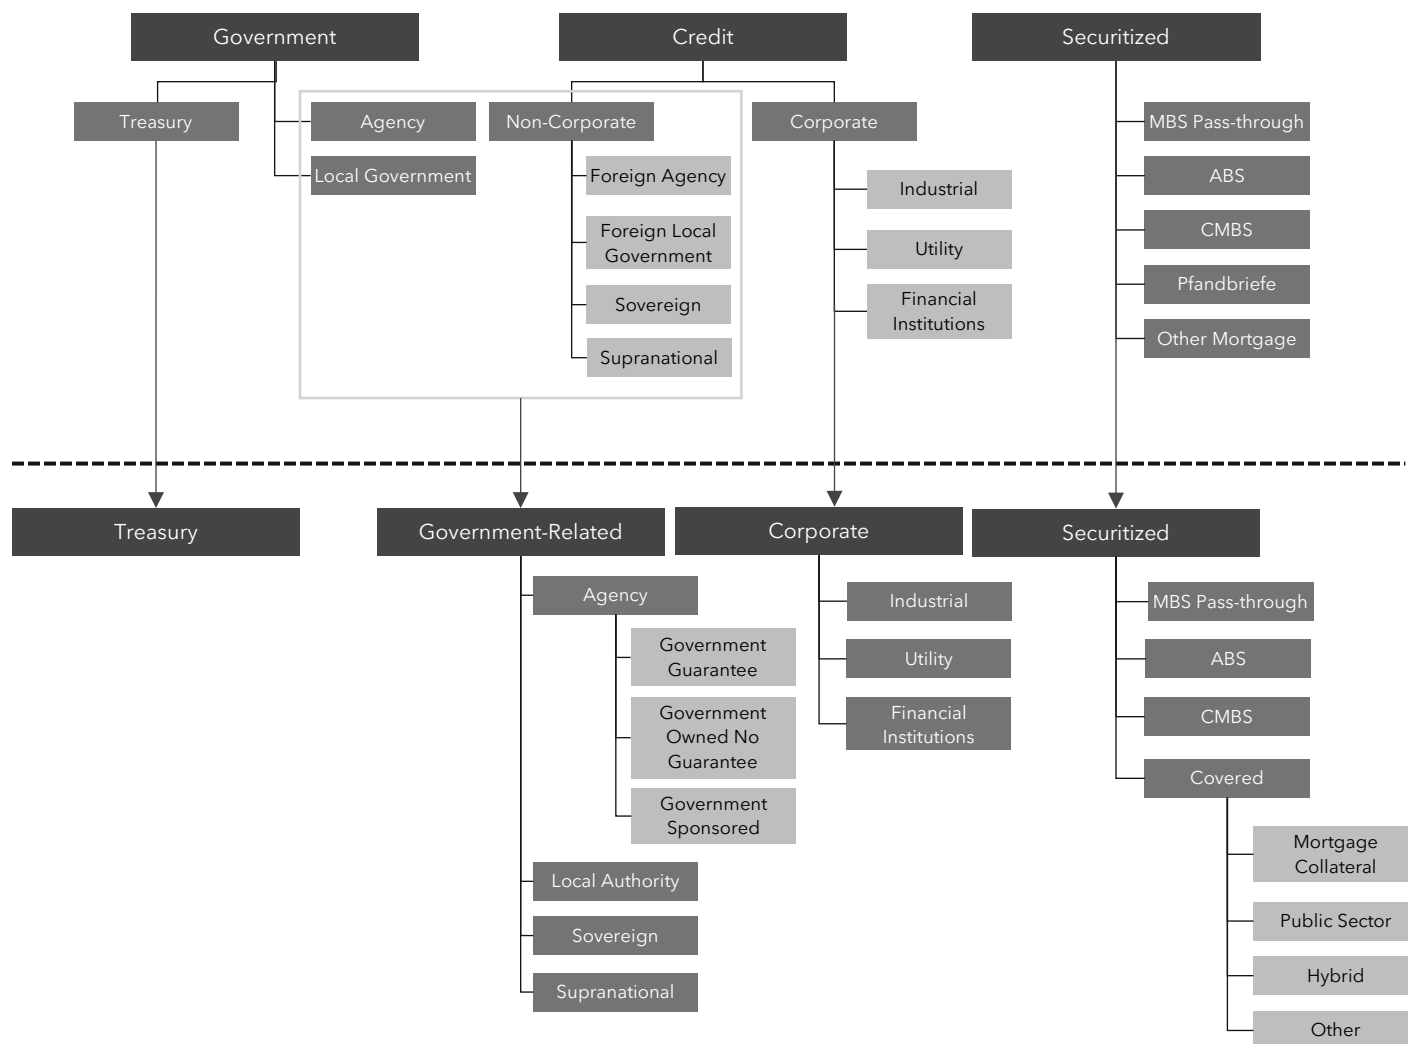 Government
Credit
Securitized
Treasury
Agency
Non-Corporate
Corporate
MBS Pass-through
Local Government
Foreign Agency
Industrial
ABS
Foreign Local
Government
Utility
CMBS
Sovereign
Financial
Institutions
Pfandbriefe
Supranational
Other Mortgage
Treasury
Government-Related
Corporate
Securitized
Agency
Industrial
MBS Pass-through
Government
Guarantee
Utility
ABS
Government
Owned No
Guarantee
Financial
Institutions
CMBS
Government
Sponsored
Covered
Local Authority
Mortgage
Collateral
Sovereign
Public Sector
Supranational
Hybrid
Other